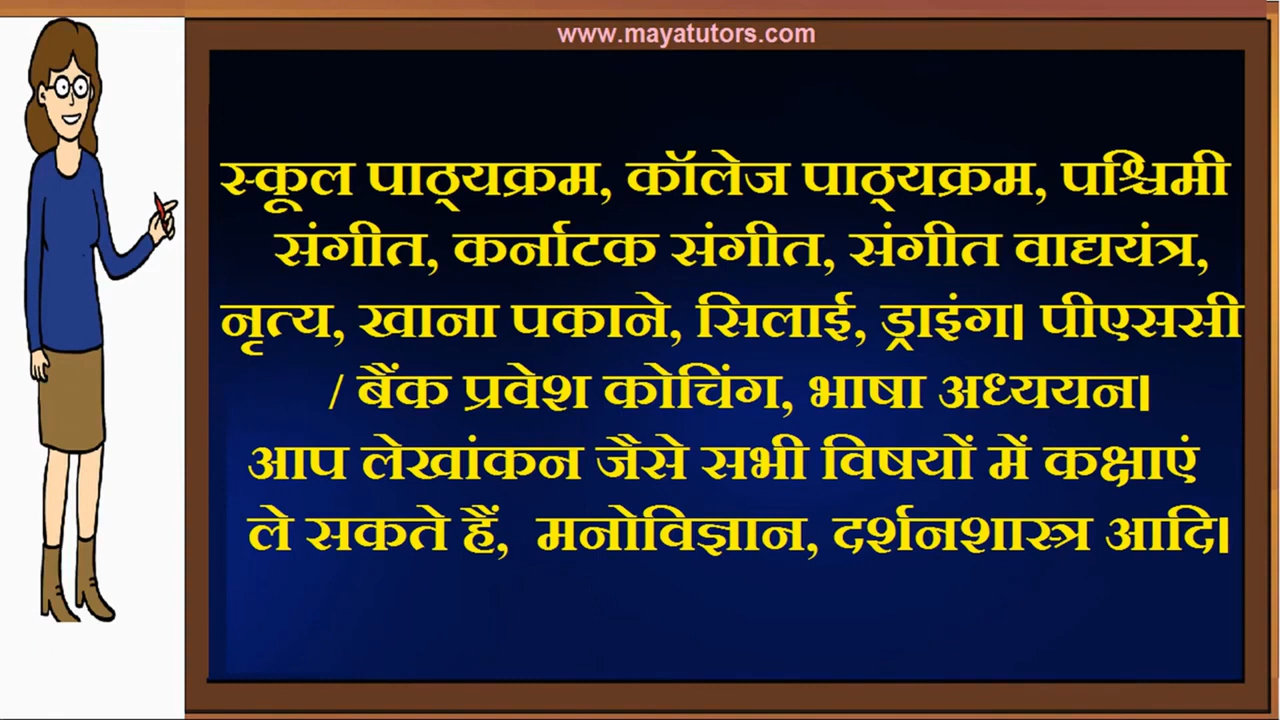 www.mayatutors.com
स्कूल पाठ्यक्रम, कॉलेज पाठ्यक्रम, पश्चिमी
संगीत, कर्नाटक संगीत, संगीत वाद्ययंत्र,
नृत्य, खाना पकाने, सिलाई, ड्राइंग। पीएससी
/ बैंक प्रवेश कोचिंग, भाषा अध्ययन।
आप लेखांकन जैसे सभी विषयों में कक्षाएं
ले सकते हैं, मनोविज्ञान, दर्शनशास्त्र आदि।